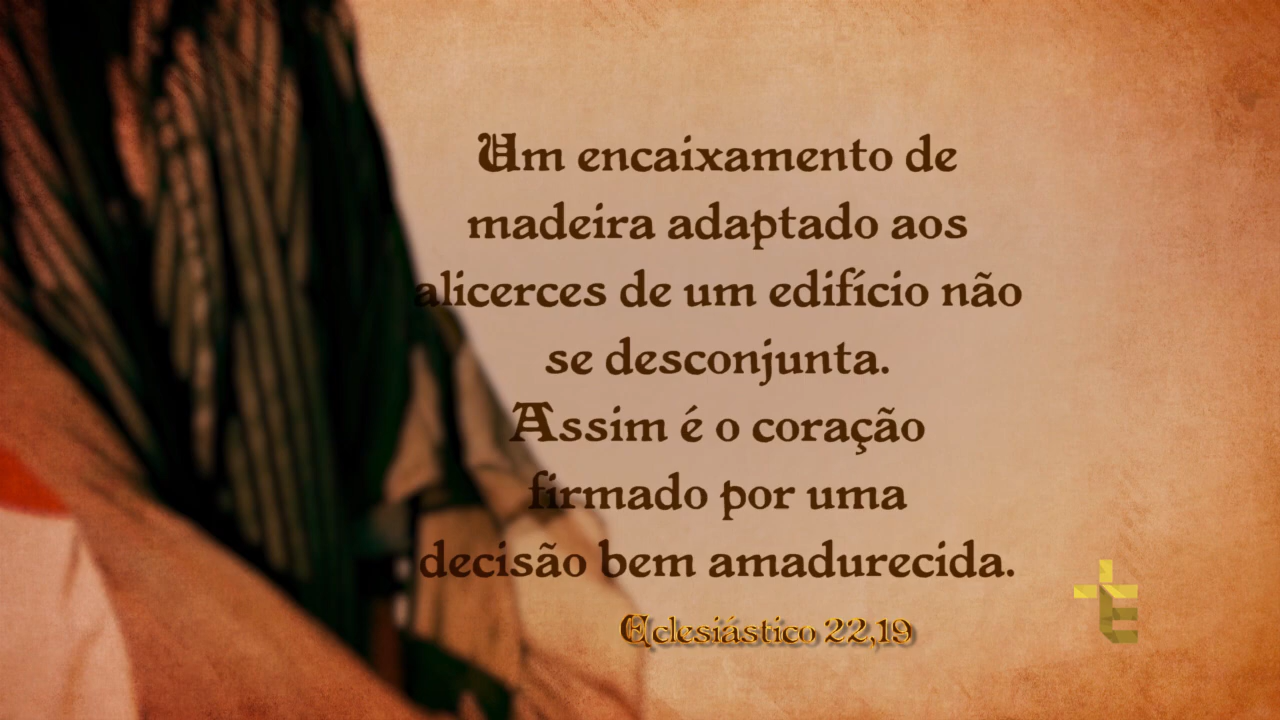 Um encaixamento de
madeira adaptado aos
alicerces de um edifício não
se desconjunta.
Assim é o coração
firmado por uma
decisão bem amadurecida.
Eclesiástico 22,19
tE